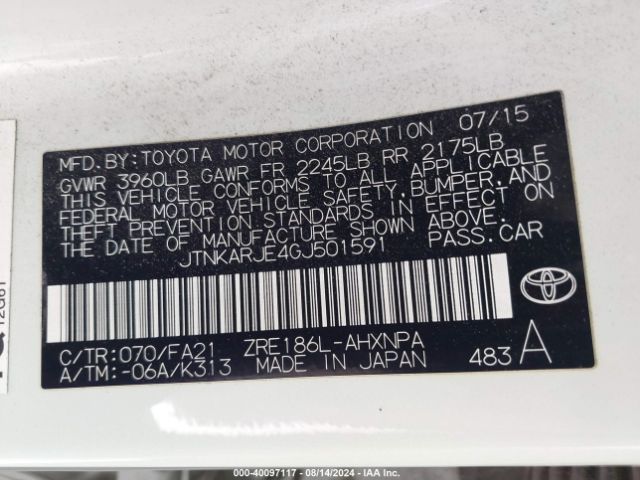 MFD. BY: TOYOTA MOTOR CORPORATION 07/15
GVWR 3960LB GAWR FR 2245LB RR 2175LB
THIS VEHICLE CONFORMS TO ALL APPLICABLE
FEDERAL MOTOR VEHICLE SAFETY, BUMPER, AND
THEFT PREVENTION STANDARDS IN EFFECT ON
THE DATE OF MANUFACTURE SHOWN ABOVE.
JTNKARJE4GJ501591 PASS. CAR
C/TR: 070/FA21 ZRE186L-AHXNPA
A/TM: -06A/K313 MADE IN JAPAN 483 A
000-40097117 - 08/14/2024 - IAA Inc.